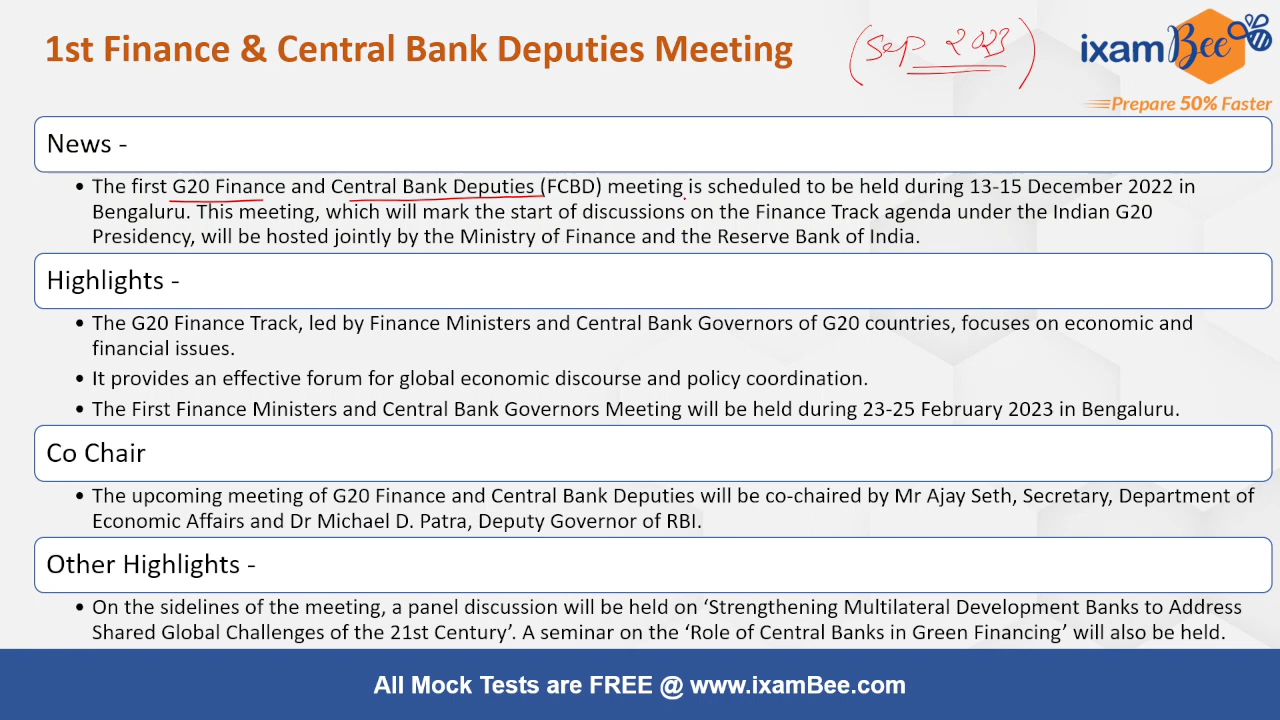 1st Finance & Central Bank Deputies Meeting
(Sep 2023)
ixamBee
Prepare 50% Faster
News -
• The first G20 Finance and Central Bank Deputies (FCBD) meeting is scheduled to be held during 13-15 December 2022 in
Bengaluru. This meeting, which will mark the start of discussions on the Finance Track agenda under the Indian G20
Presidency, will be hosted jointly by the Ministry of Finance and the Reserve Bank of India.
Highlights -
• The G20 Finance Track, led by Finance Ministers and Central Bank Governors of G20 countries, focuses on economic and
financial issues.
• It provides an effective forum for global economic discourse and policy coordination.
• The First Finance Ministers and Central Bank Governors Meeting will be held during 23-25 February 2023 in Bengaluru.
Co Chair
• The upcoming meeting of G20 Finance and Central Bank Deputies will be co-chaired by Mr Ajay Seth, Secretary, Department of
Economic Affairs and Dr Michael D. Patra, Deputy Governor of RBI.
Other Highlights -
• On the sidelines of the meeting, a panel discussion will be held on ‘Strengthening Multilateral Development Banks to Address
Shared Global Challenges of the 21st Century’. A seminar on the ‘Role of Central Banks in Green Financing’ will also be held.
All Mock Tests are FREE @ www.ixamBee.com